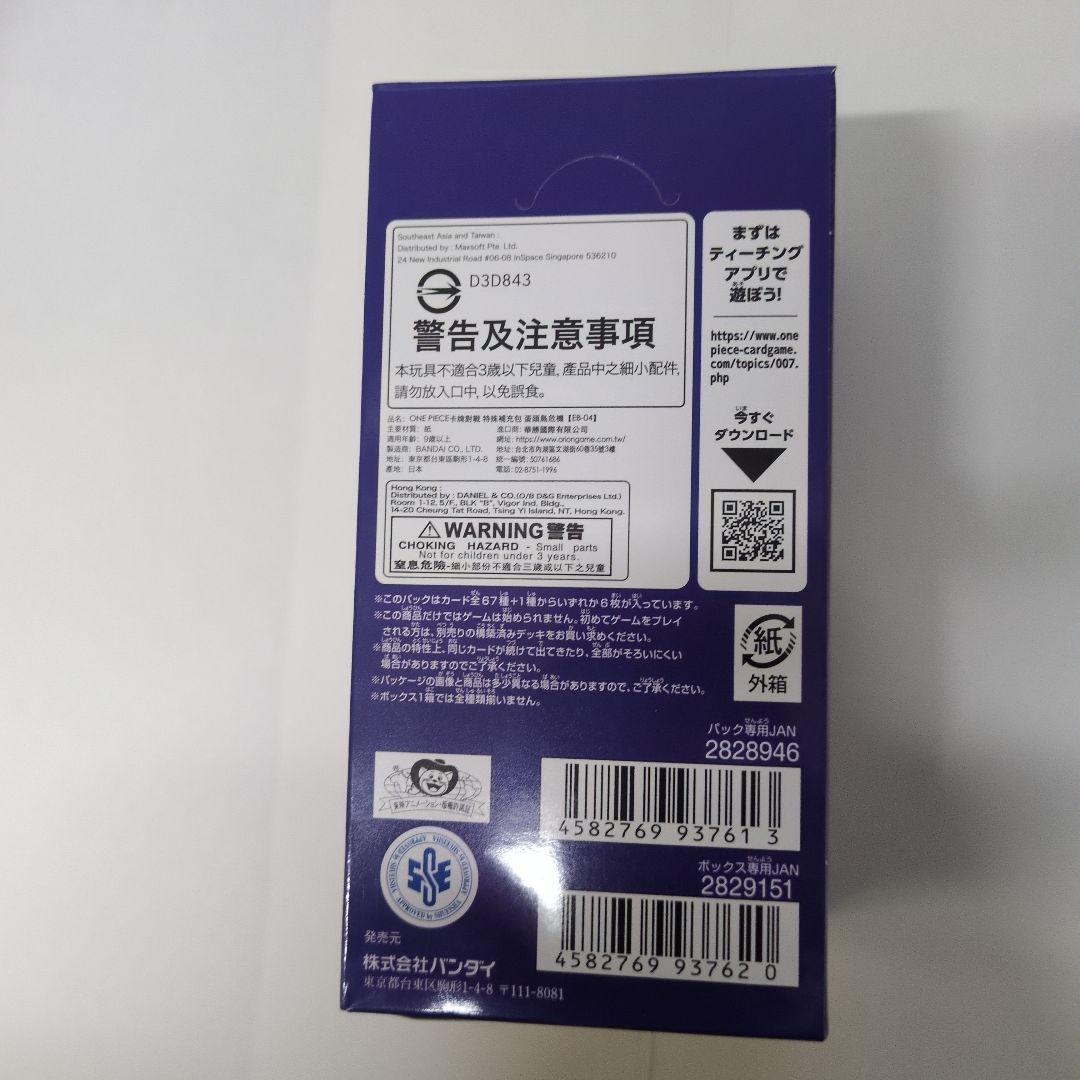 Southeast Asia and Taiwan :
Distributed by : Maxsoft Pte. Ltd.
24 New Industrial Road #06-08 inSpace Singapore 536210
D3D843
警告及注意事項
本玩具不適合3歲以下兒童, 產品中之細小配件,
請勿放入口中, 以免誤食。
品名: ONE PIECE卡牌對戰 特殊補充包 蛋頭島危機【EB-04】
主要材質: 紙 進口商: 華勝國際有限公司
適用年齡: 9歲以上 網址: https://www.oriongame.com.tw/
製造商: BANDAI CO., LTD. 地址: 台北市內湖區文湖街60巷35號3樓
地址: 東京都台東區駒形1-4-8 統一編號: 50761686
產地: 日本 電話: 02-8751-1996
Hong Kong :
Distributed by : DANIEL & CO.(O/B D&G Enterprises Ltd.)
Room 1-12, 5/F., BLK "B", Vigor Ind. Bldg.,
14-20 Cheung Tat Road, Tsing Yi Island, NT, Hong Kong.
WARNING 警告
CHOKING HAZARD - Small parts
Not for children under 3 years.
窒息危險-細小部份不適合三歲或以下之兒童
まずは
ティーチング
アプリで
遊ぼう!
https://www.one
piece-cardgame.
com/topics/007.
php
今すぐ
ダウンロード
※このパックはカード全67種+1種からいずれか6枚が入っています。
※この商品だけではゲームは始められません。初めてゲームをプレイ
される方は、別売りの構築済みデッキをお買い求めください。
※商品の特性上、同じカードが続けて出てきたり、全部がそろいにくい
場合がありますのでご了承ください。
※パッケージの画像と商品は多少異なる場合がありますので、ご了承ください。
※ボックス1箱では全種類揃いません。
紙
外箱
パック専用JAN
2828946
4582769 937613
ボックス専用JAN
2829151
4582769 937620
東映アニメーション・版権許諾証
APPROVED by SHUEISHA
発売元
株式会社バンダイ
東京都台東区駒形1-4-8 〒111-8081